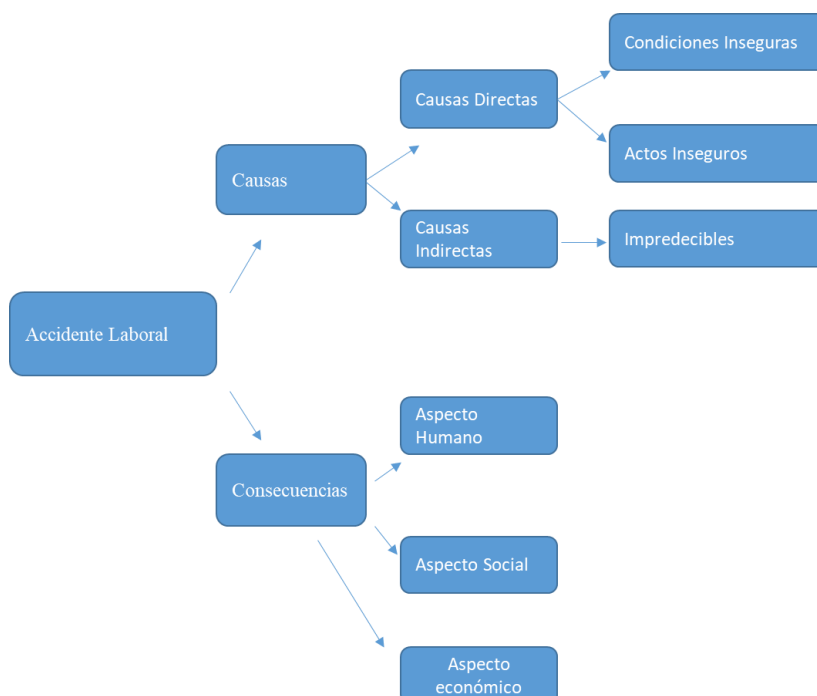 Condiciones Inseguras
Causas Directas
Actos Inseguros
Causas
Causas
Indirectas
Impredecibles
Accidente Laboral
Aspecto
Humano
Consecuencias
Aspecto Social
Aspecto
económico